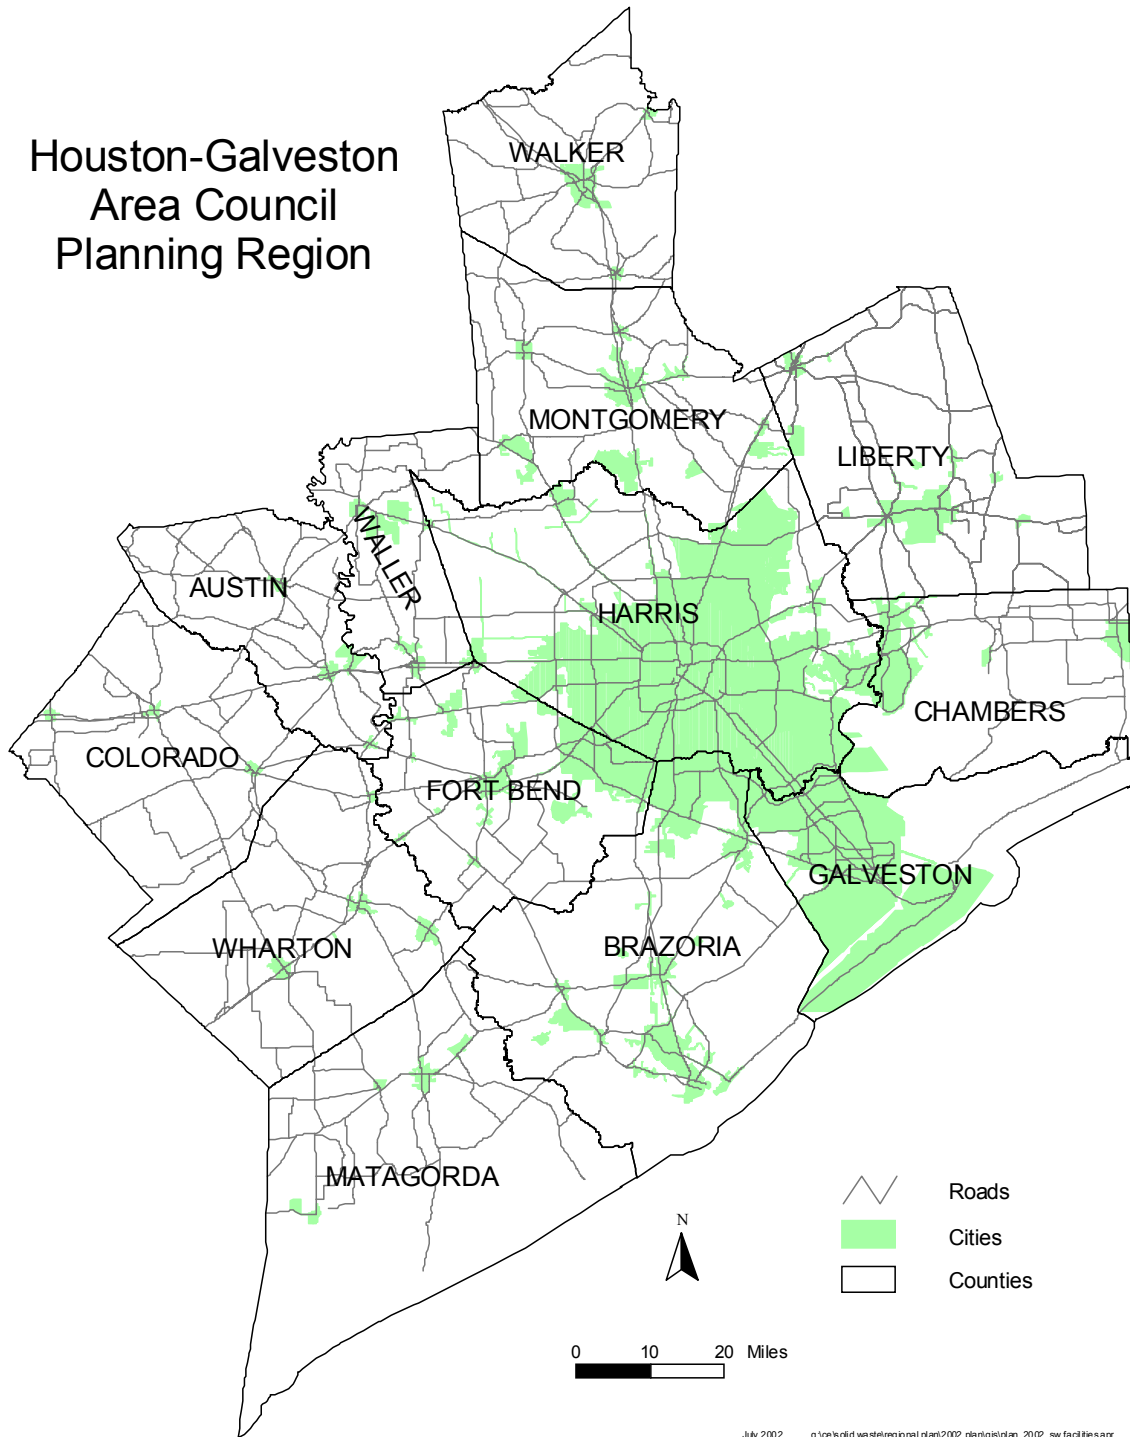 Houston-Galveston
Area Council
Planning Region
WALKER
MONTGOMERY
LIBERTY
WALLER
AUSTIN
HARRIS
CHAMBERS
COLORADO
FORT BEND
GALVESTON
WHARTON
BRAZORIA
MATAGORDA
N
Roads
Cities
Counties
0 10 20 Miles
July 2002